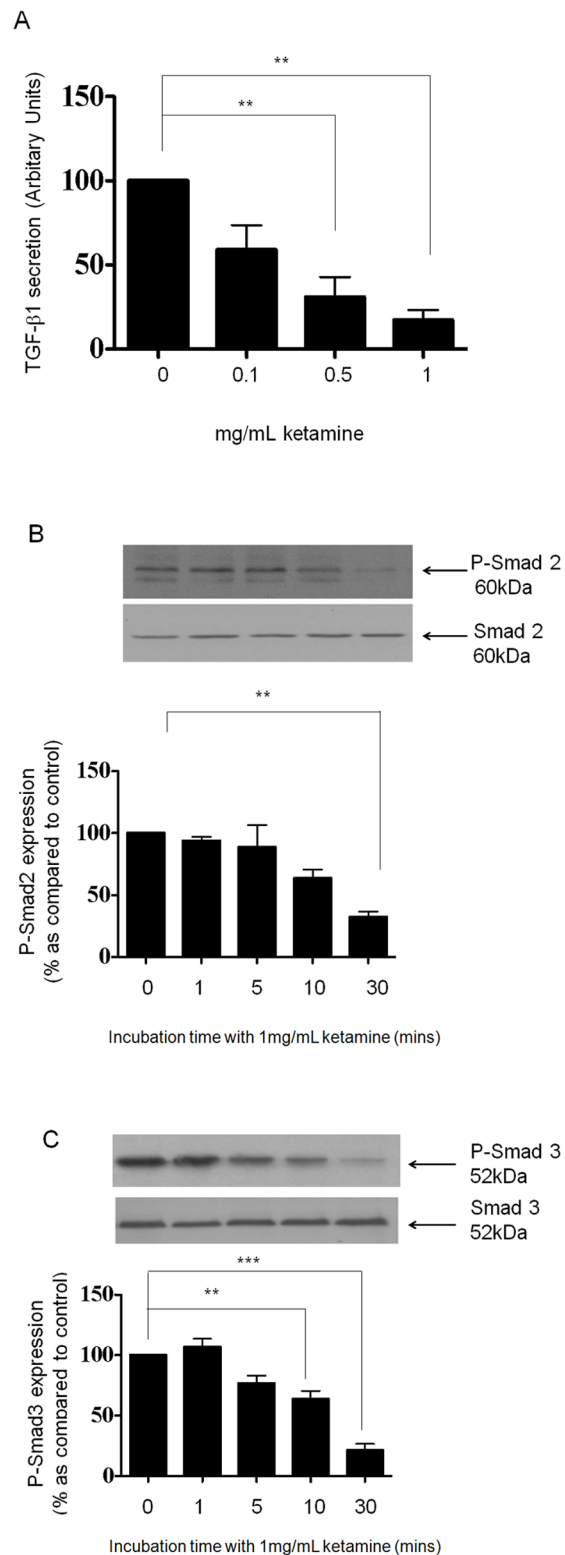 A
**
**
TGF-β1 secretion (Arbitary Units)
150
100
50
0
0 0.1 0.5 1
mg/mL ketamine
B
P-Smad 2
60kDa
Smad 2
60kDa
**
P-Smad2 expression
(% as compared to control)
150
100
50
0
0 1 5 10 30
Incubation time with 1mg/mL ketamine (mins)
C
P-Smad 3
52kDa
Smad 3
52kDa
***
**
P-Smad3 expression
(% as compared to control)
150
100
50
0
0 1 5 10 30
Incubation time with 1mg/mL ketamine (mins)